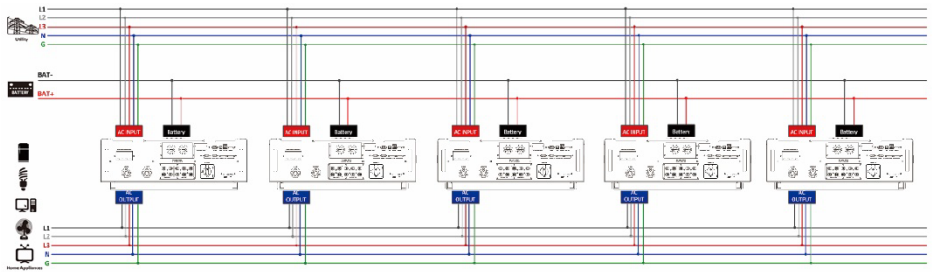 L1
L2
L3
N
G
Utility
BAT-
BATTERY
BAT+
AC INPUT
Battery
AC INPUT
Battery
AC INPUT
Battery
AC INPUT
Battery
AC INPUT
Battery
AC
OUTPUT
AC
OUTPUT
AC
OUTPUT
AC
OUTPUT
AC
OUTPUT
L1
L2
L3
N
G
Home Appliances